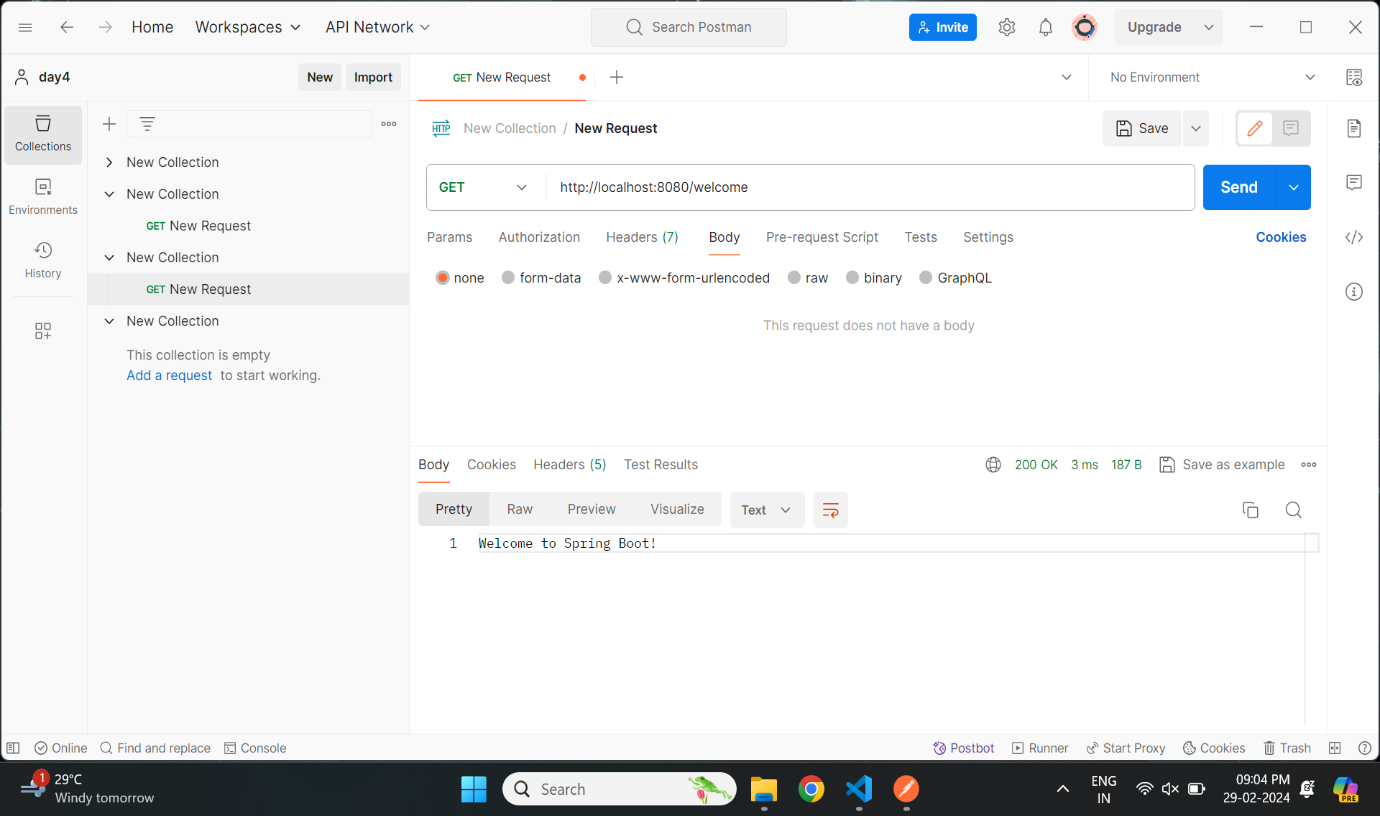 Home Workspaces API Network Search Postman Invite Upgrade
day4 New Import GET New Request No Environment
New Collection / New Request Save
Collections
New Collection
GET http://localhost:8080/welcome Send
New Collection
Environments
GET New Request
Params Authorization Headers (7) Body Pre-request Script Tests Settings Cookies
New Collection
History
none form-data x-www-form-urlencoded raw binary GraphQL
GET New Request
New Collection
This request does not have a body
This collection is empty
Add a request to start working.
Body Cookies Headers (5) Test Results 200 OK 3 ms 187 B Save as example
Pretty Raw Preview Visualize Text
1 Welcome to Spring Boot!
Online Find and replace Console Postbot Runner Start Proxy Cookies Trash
HTTP
1
29°C
Windy tomorrow
Search
ENG
IN
09:04 PM
29-02-2024
PRE